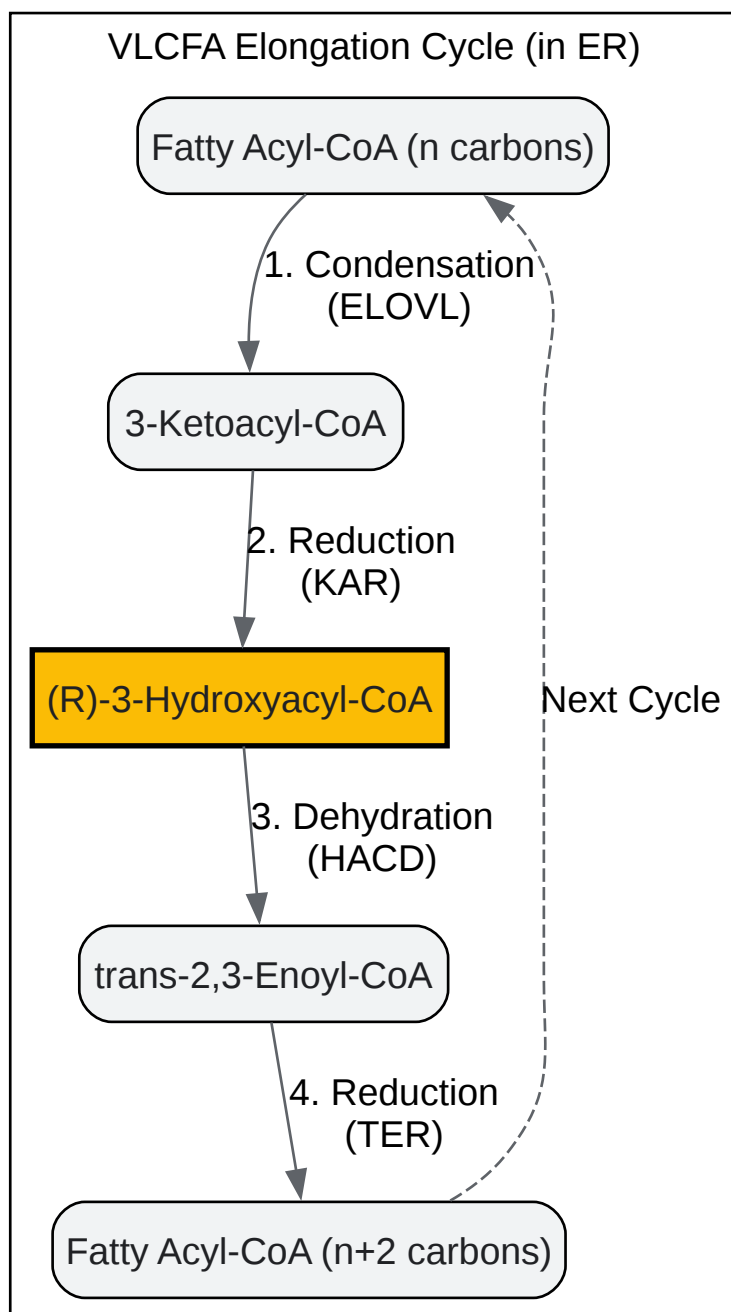 VLCFA Elongation Cycle (in ER)
Fatty Acyl-CoA (n carbons)
1. Condensation
(ELOVL)
3-Ketoacyl-CoA
2. Reduction
(KAR)
(R)-3-Hydroxyacyl-CoA
Next Cycle
3. Dehydration
(HACD)
trans-2,3-Enoyl-CoA
4. Reduction
(TER)
Fatty Acyl-CoA (n+2 carbons)